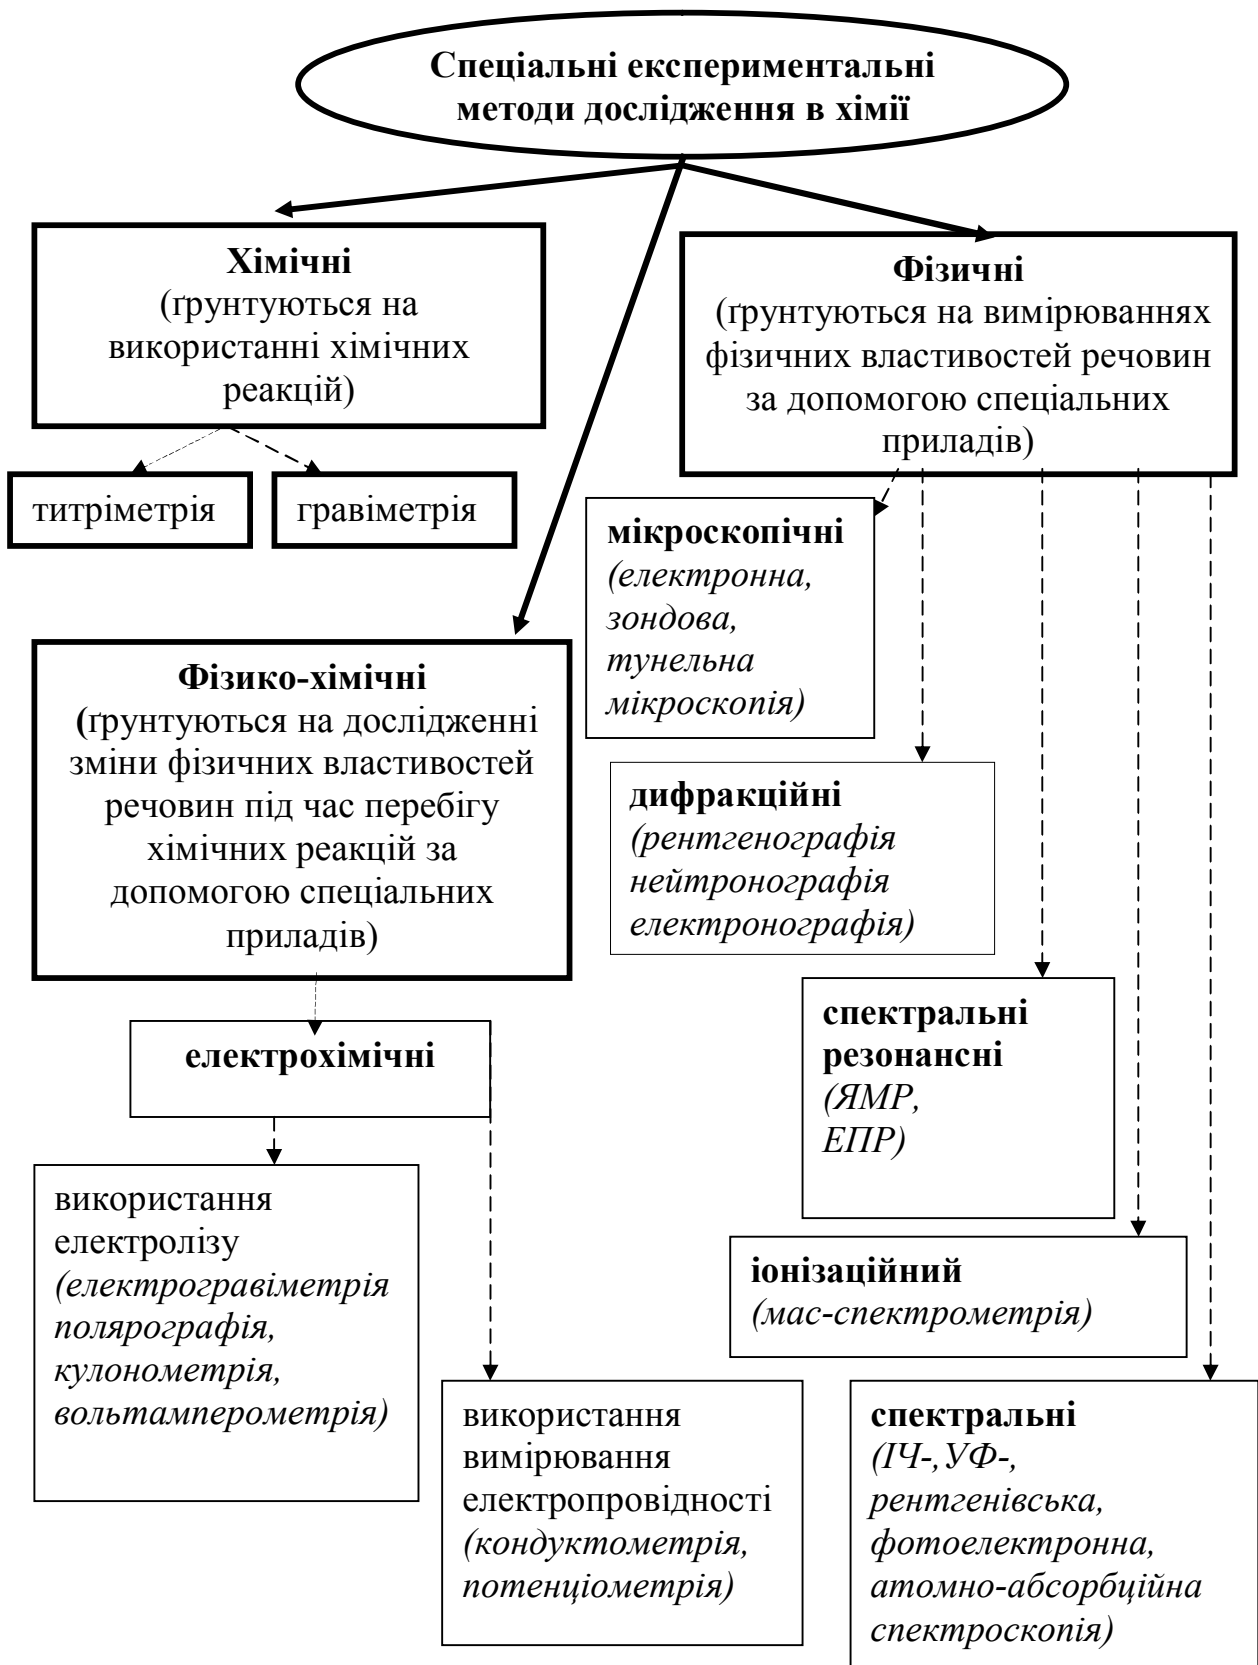 Спеціальні експериментальні
методи дослідження в хімії
Хімічні
(ґрунтуються на
використанні хімічних
реакцій)
Фізичні
(ґрунтуються на вимірюваннях
фізичних властивостей речовин
за допомогою спеціальних
приладів)
титріметрія
гравіметрія
мікроскопічні
(електронна,
зондова,
тунельна
мікроскопія)
Фізико-хімічні
(ґрунтуються на дослідженні
зміни фізичних властивостей
речовин під час перебігу
хімічних реакцій за
допомогою спеціальних
приладів)
дифракційні
(рентгенографія
нейтронографія
електронографія)
спектральні
резонансні
(ЯМР,
ЕПР)
електрохімічні
використання
електролізу
(електрогравіметрія
полярографія,
кулонометрія,
вольтамперометрія)
іонізаційний
(мас-спектрометрія)
використання
вимірювання
електропровідності
(кондуктометрія,
потенціометрія)
спектральні
(ІЧ-,УФ-,
рентгенівська,
фотоелектронна,
атомно-абсорбційна
спектроскопія)